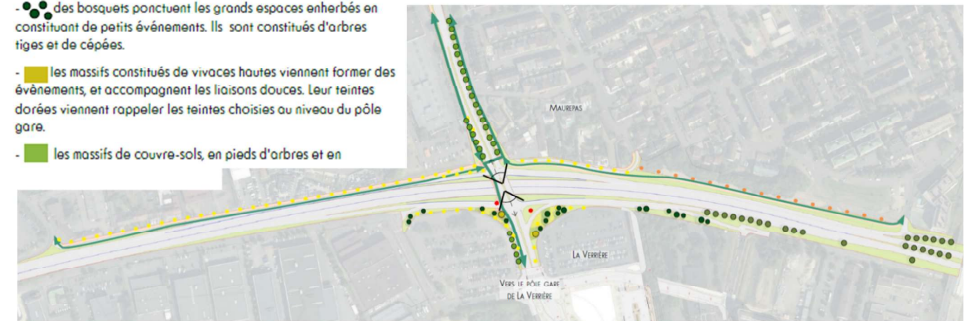 - des bosquets ponctuent les grands espaces enherbés en
constituant de petits événements. Ils sont constitués d'arbres
tiges et de cépées.
- les massifs constitués de vivaces hautes viennent former des
évènements, et accompagnent les liaisons douces. Leur teintes
dorées viennent rappeler les teintes choisies au niveau du pôle
gare.
- les massifs de couvre-sols, en pieds d'arbres et en
MAUREPAS
LA VERRIÈRE
VERS LE PÔLE GARE
DE LA VERRIÈRE